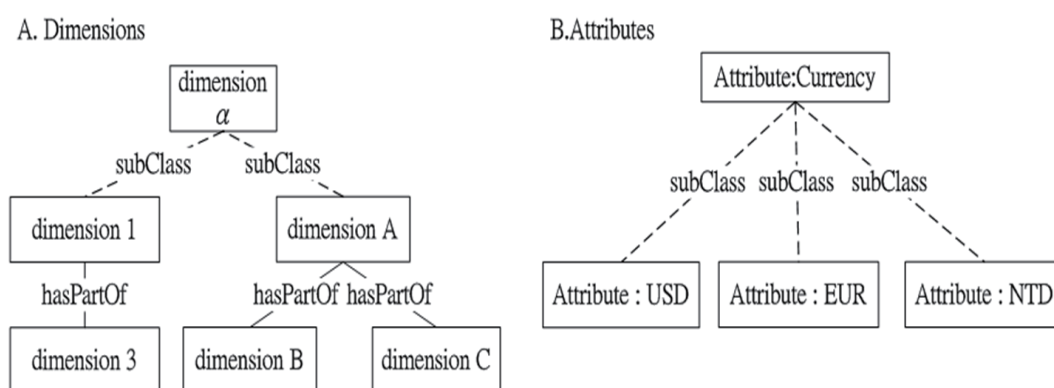 A. Dimensions
dimension
α
subClass subClass
dimension 1 dimension A
hasPartOf hasPartOf hasPartOf
dimension 3 dimension B dimension C
B.Attributes
Attribute:Currency
subClass subClass subClass
Attribute : USD Attribute : EUR Attribute : NTD